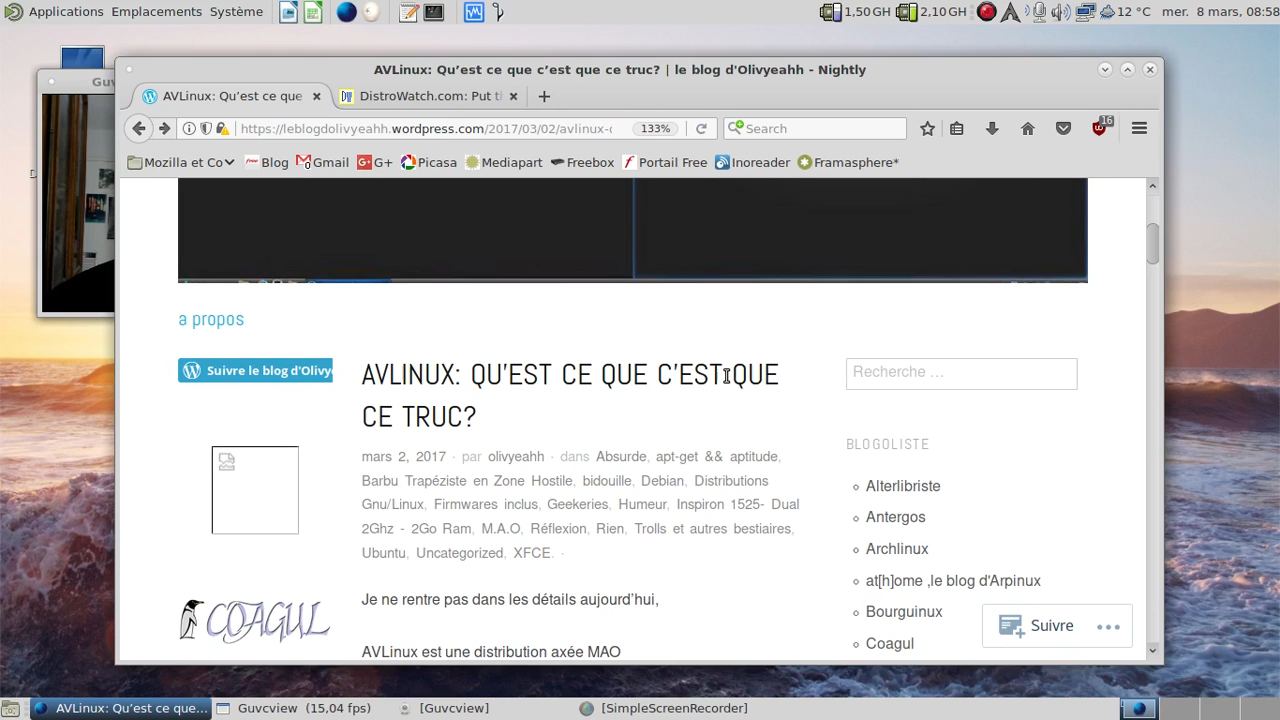 Applications Emplacements Système 1,50 GH 2,10 GH 12 °C mer. 8 mars, 08:58
Guv
AVLinux: Qu’est ce que c’est que ce truc? | le blog d'Olivyeahh - Nightly
AVLinux: Qu’est ce que DistroWatch.com: Put ti
https://leblogdolivyeahh.wordpress.com/2017/03/02/avlinux-c 133% Search 16
Mozilla et Co Blog Gmail G+ Picasa Mediapart Freebox Portail Free Inoreader Framasphère*
a propos
Suivre le blog d'Olivye
AVLINUX: QU’EST CE QUE C’EST QUE
CE TRUC?
mars 2, 2017 · par olivyeahh · dans Absurde, apt-get && aptitude,
Barbu Trapéziste en Zone Hostile, bidouille, Debian, Distributions
Gnu/Linux, Firmwares inclus, Geekeries, Humeur, Inspiron 1525- Dual
2Ghz - 2Go Ram, M.A.O, Réflexion, Rien, Trolls et autres bestiaires,
Ubuntu, Uncategorized, XFCE. ·
Je ne rentre pas dans les détails aujourd’hui,
AVLinux est une distribution axée MAO
COAGUL
Recherche …
BLOGOLISTE
Alterlibriste
Antergos
Archlinux
at[h]ome ,le blog d'Arpinux
Bourguinux
Coagul
Suivre
AVLinux: Qu’est ce que... Guvcview (15,04 fps) [Guvcview] [SimpleScreenRecorder]